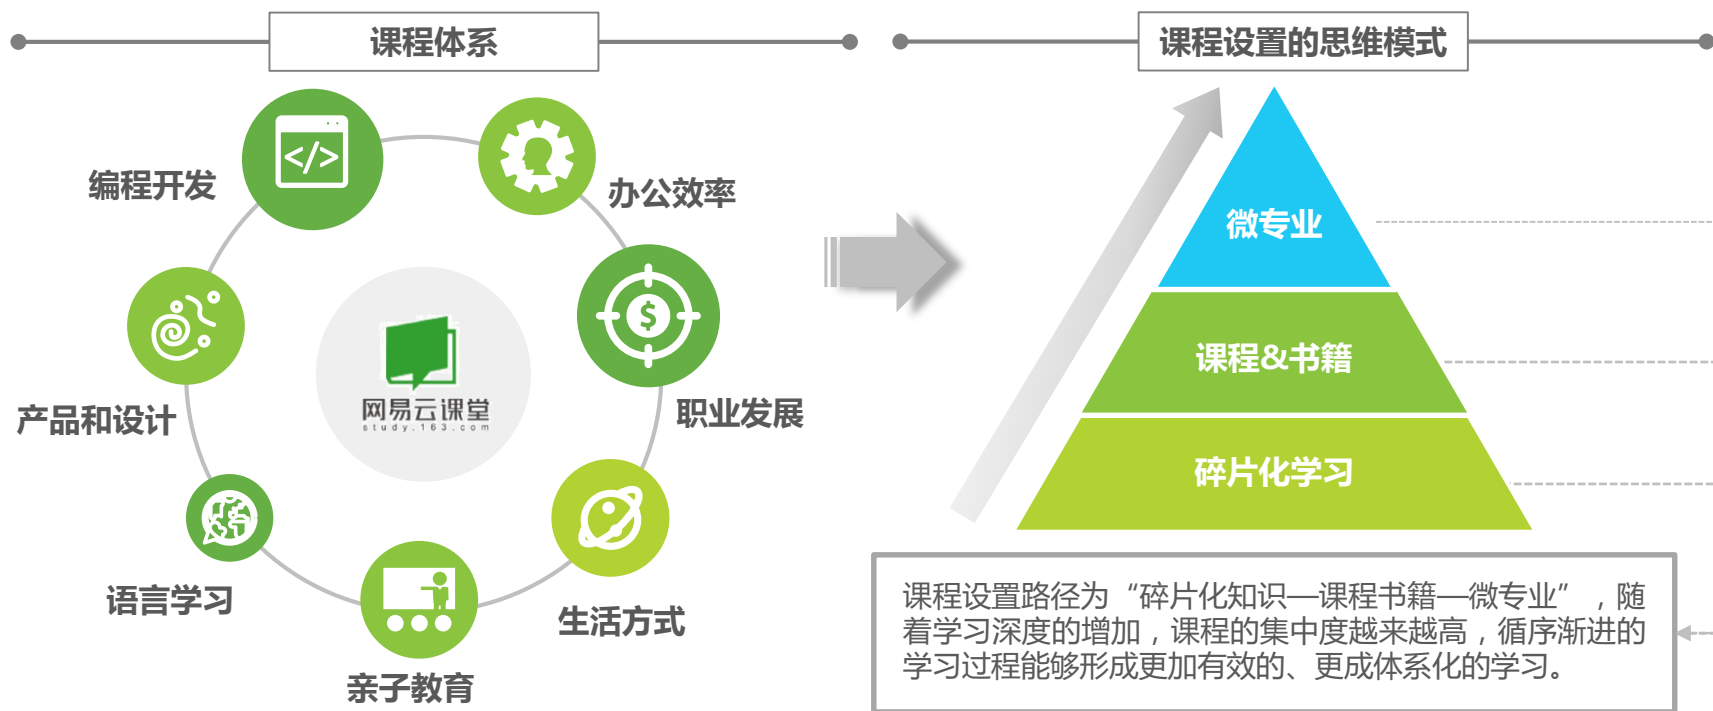 课程体系
课程设置的思维模式
</>
编程开发
办公效率
$
产品和设计
网易云课堂
study.163.com
职业发展
语言学习
生活方式
亲子教育
微专业
课程&书籍
碎片化学习
课程设置路径为“碎片化知识—课程书籍—微专业”，随
着学习深度的增加，课程的集中度越来越高，循序渐进的
学习过程能够形成更加有效的、更成体系化的学习。